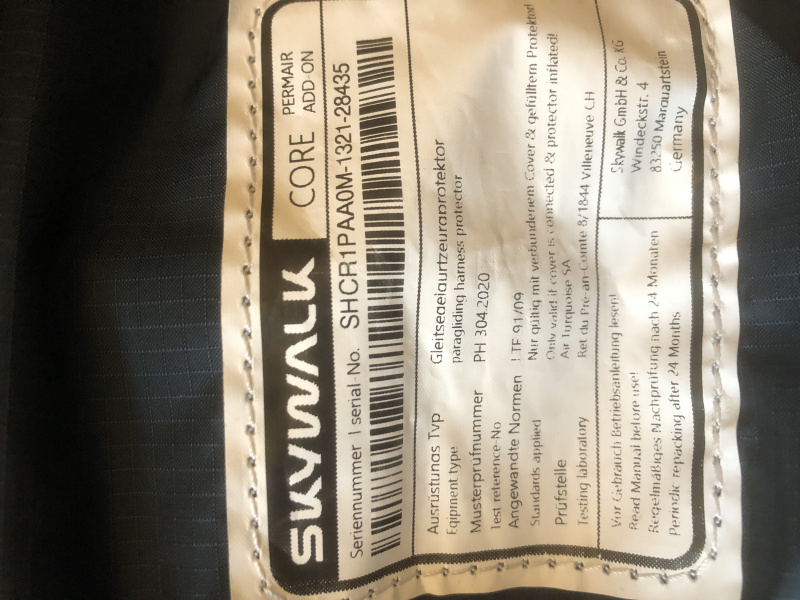 SKYWALK CORE PERMAIR ADD-ON
Seriennummer | serial-No. SHCR1PAA0M-1321-28435
Ausrüstungs Typ Gleitsegelgurtzeugprotektor
Eqipment type paragliding harness protector
Musterprüfnummer PH 304.2020
Test reference-No
Angewandte Normen LTF 91/09
Standards applied Nur gültig mit verbundenem Cover & gefülltem Protektor!
Only valid if cover is connected & protector inflated!
Prüfstelle Air Turquoise SA
Testing laboratory Ret du Pré-an-Comte 8/1844 Villeneuve CH
Vor Gebrauch Betriebsanleitung lesen!
Read Manual before use!
Regelmäßiges Nachprüfung nach 24 Monaten
Periodic repacking after 24 Months
Skywalk GmbH & Co. KG
Windeckstr. 4
83250 Marquartstein
Germany